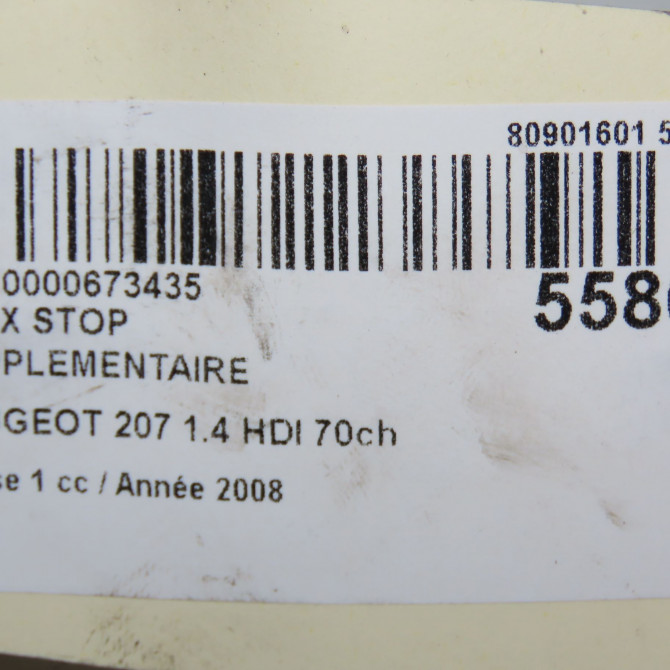 80901601 5
0000673435
558
X STOP
PLEMENTAIRE
GEOT 207 1.4 HDI 70ch
se 1 cc / Année 2008